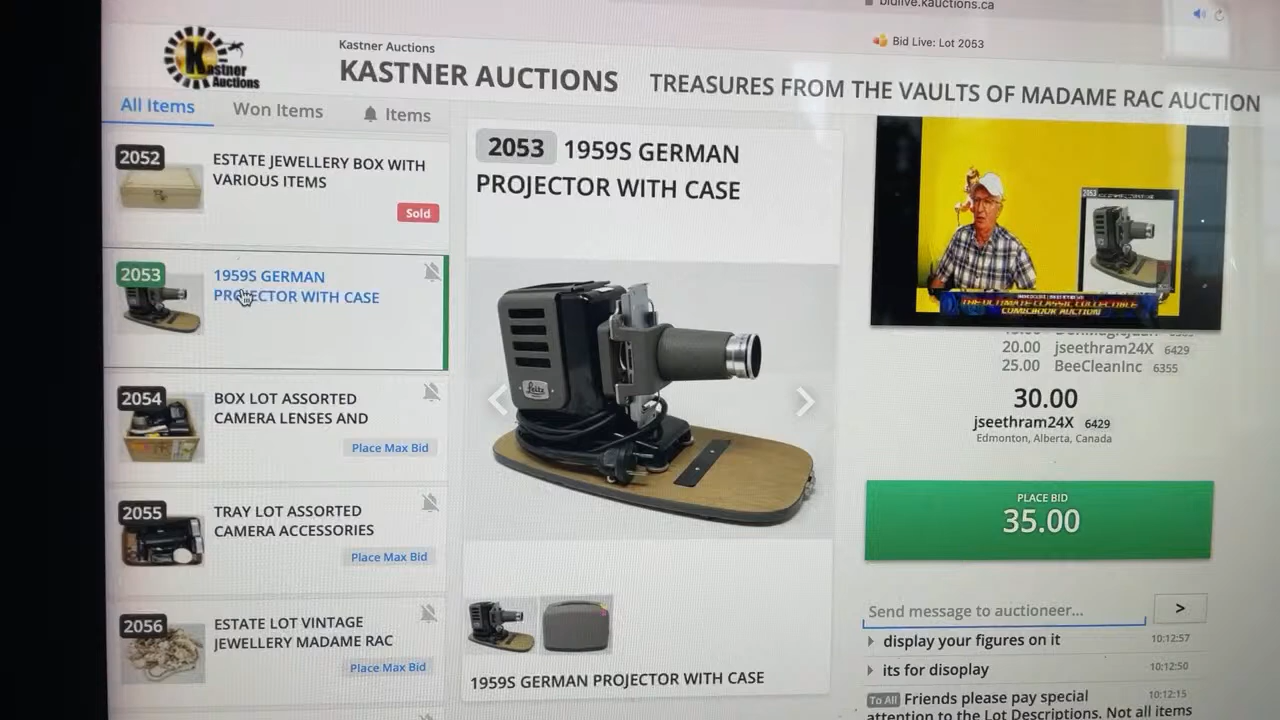 bidlive.kauctions.ca
Bid Live: Lot 2053
Kastner
Auctions
Kastner Auctions
KASTNER AUCTIONS
TREASURES FROM THE VAULTS OF MADAME RAC AUCTION
All Items
Won Items
Items
2052
ESTATE JEWELLERY BOX WITH
VARIOUS ITEMS
Sold
2053
1959S GERMAN
PROJECTOR WITH CASE
2054
BOX LOT ASSORTED
CAMERA LENSES AND
Place Max Bid
2055
TRAY LOT ASSORTED
CAMERA ACCESSORIES
Place Max Bid
2056
ESTATE LOT VINTAGE
JEWELLERY MADAME RAC
Place Max Bid
2053 1959S GERMAN
PROJECTOR WITH CASE
Leitz
1959S GERMAN PROJECTOR WITH CASE
2053
THE ULTIMATE CLASSIC COLLECTIBLE
COMICBOOK AUCTION
20.00 jseethram24X 6429
25.00 BeeCleanInc 6355
30.00
jseethram24X 6429
Edmonton, Alberta, Canada
PLACE BID
35.00
Send message to auctioneer...
>
display your figures on it 10:12:57
its for disoplay 10:12:50
To All Friends please pay special 10:12:15
attention to the Lot Descriptions. Not all items